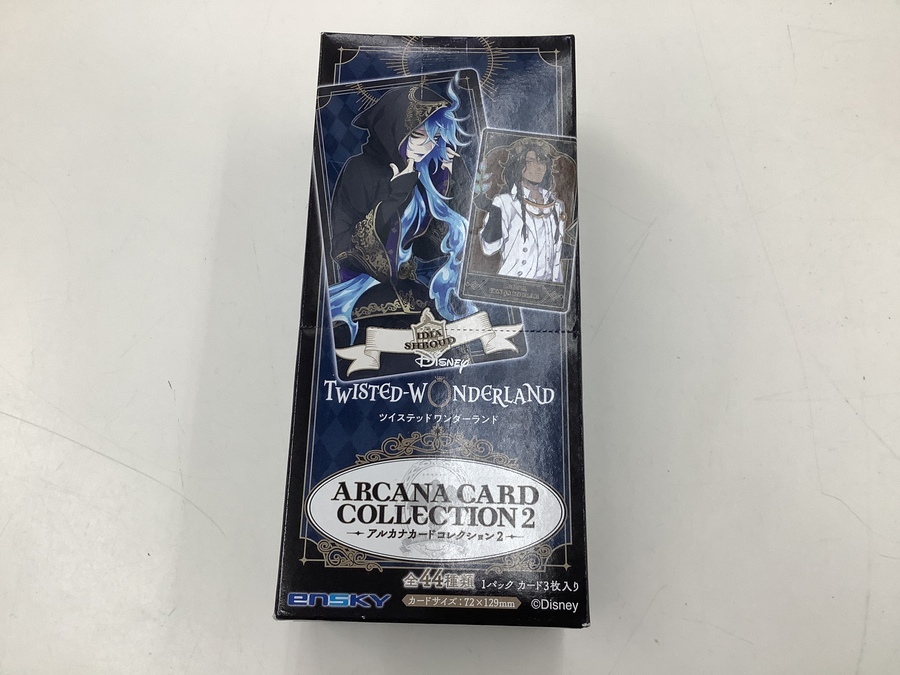 IDIA
SHROUD
Disney
TWISTED-WONDERLAND
ツイステッドワンダーランド
ARCANA CARD
COLLECTION 2
アルカナカードコレクション2
全44種類
1パック カード3枚入り
ensky
カードサイズ:72×129mm
©Disney